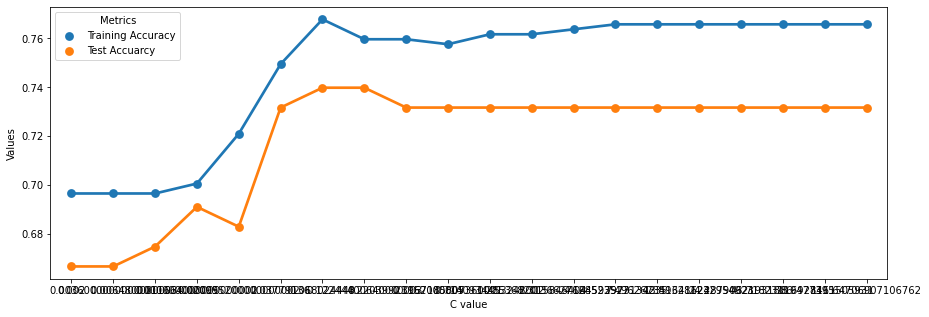 Metrics
Training Accuracy
Test Accuarcy
0.76
0.74
0.72
0.70
0.68
Values
C value